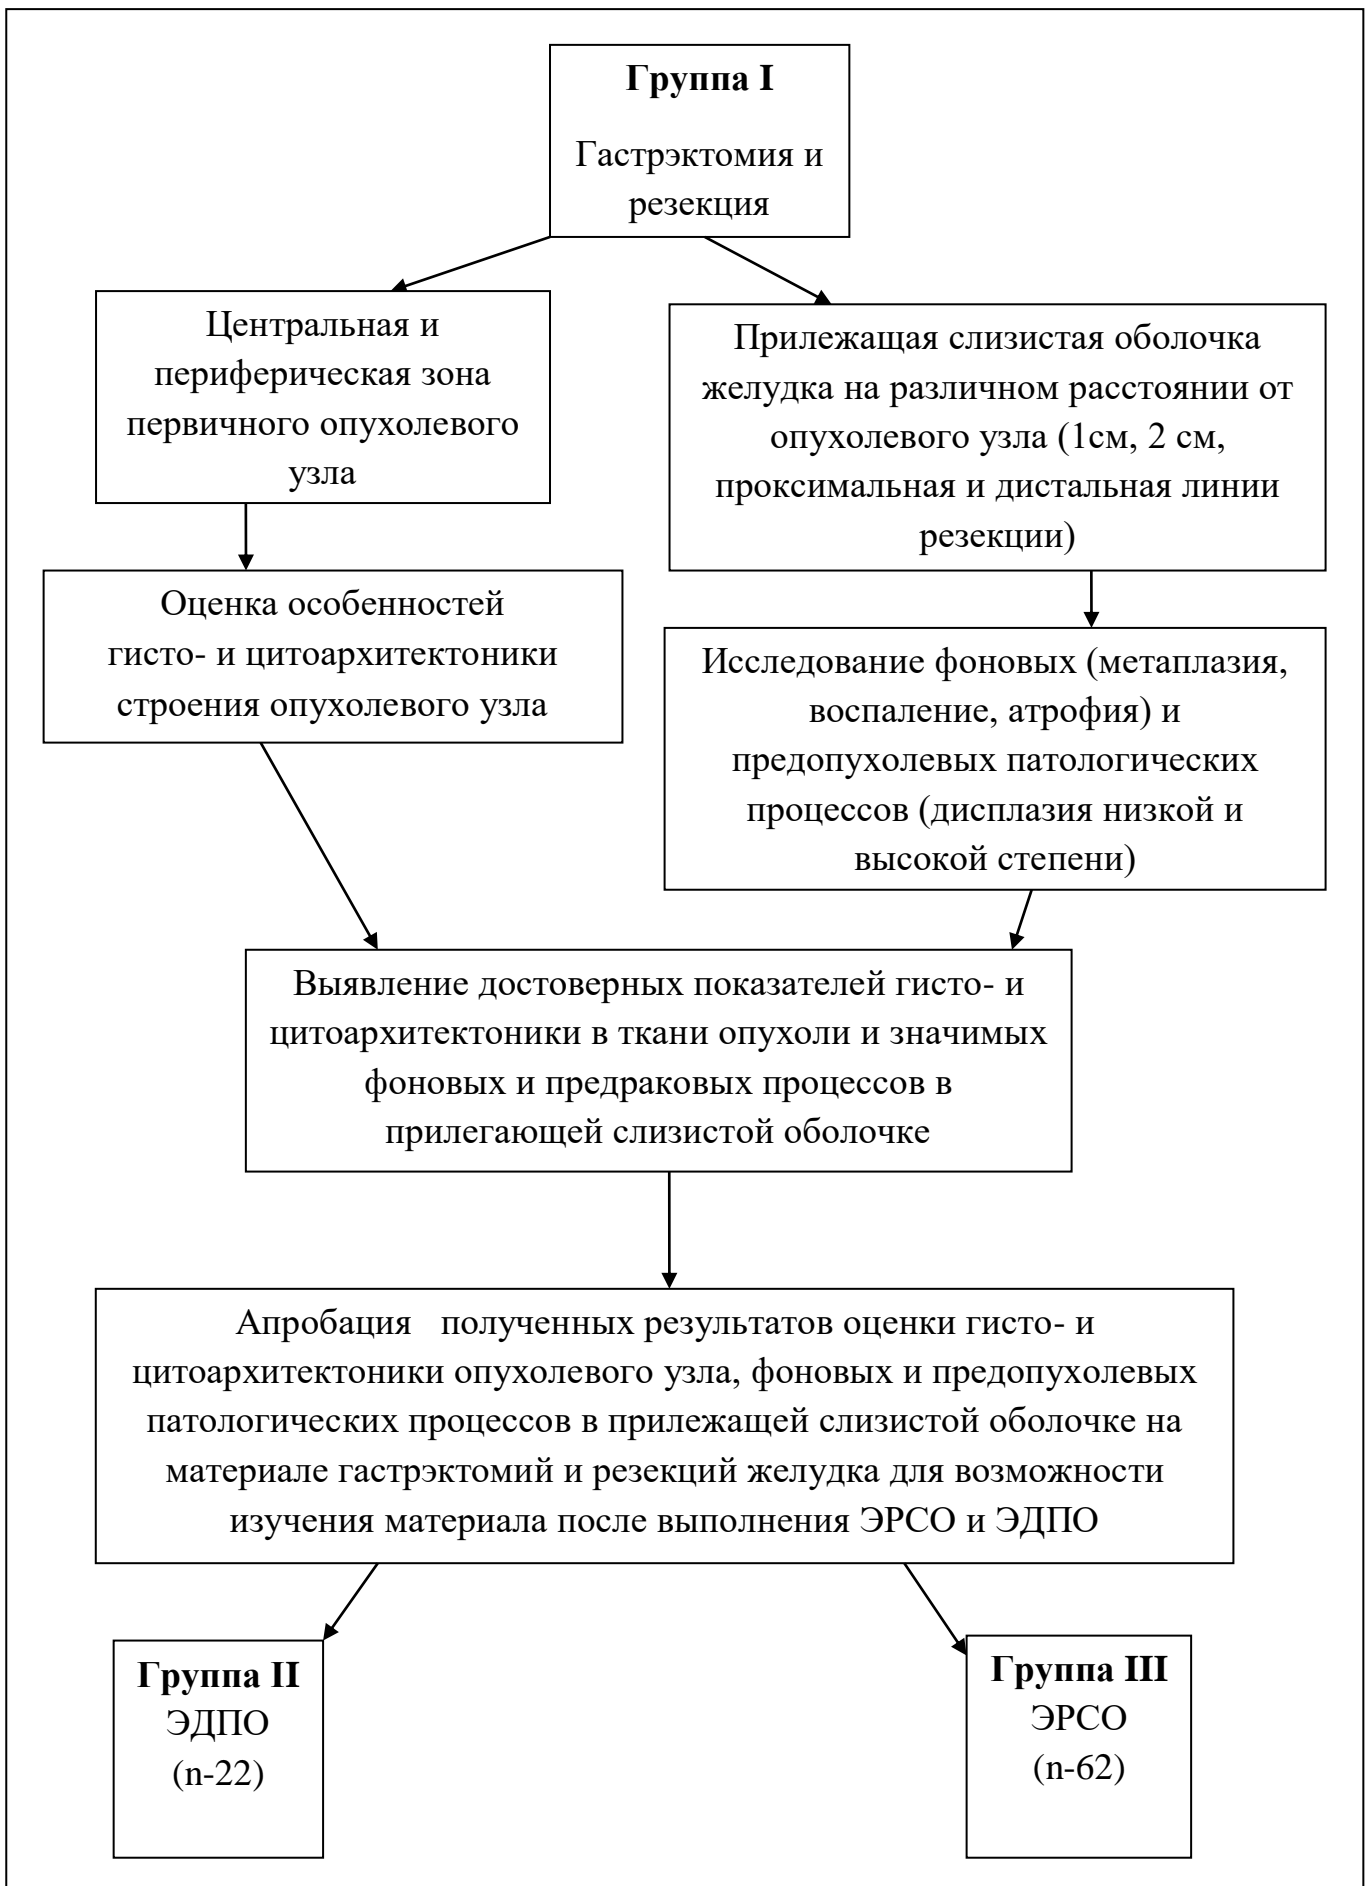 Группа I
Гастрэктомия и
резекция
Центральная и
периферическая зона
первичного опухолевого
узла
Прилежащая слизистая оболочка
желудка на различном расстоянии от
опухолевого узла (1см, 2 см,
проксимальная и дистальная линии
резекции)
Оценка особенностей
гисто- и цитоархитектоники
строения опухолевого узла
Исследование фоновых (метаплазия,
воспаление, атрофия) и
предопухолевых патологических
процессов (дисплазия низкой и
высокой степени)
Выявление достоверных показателей гисто- и
цитоархитектоники в ткани опухоли и значимых
фоновых и предраковых процессов в
прилегающей слизистой оболочке
Апробация полученных результатов оценки гисто- и
цитоархитектоники опухолевого узла, фоновых и предопухолевых
патологических процессов в прилежащей слизистой оболочке на
материале гастрэктомий и резекций желудка для возможности
изучения материала после выполнения ЭРСО и ЭДПО
Группа II
ЭДПО
(n-22)
Группа III
ЭРСО
(n-62)